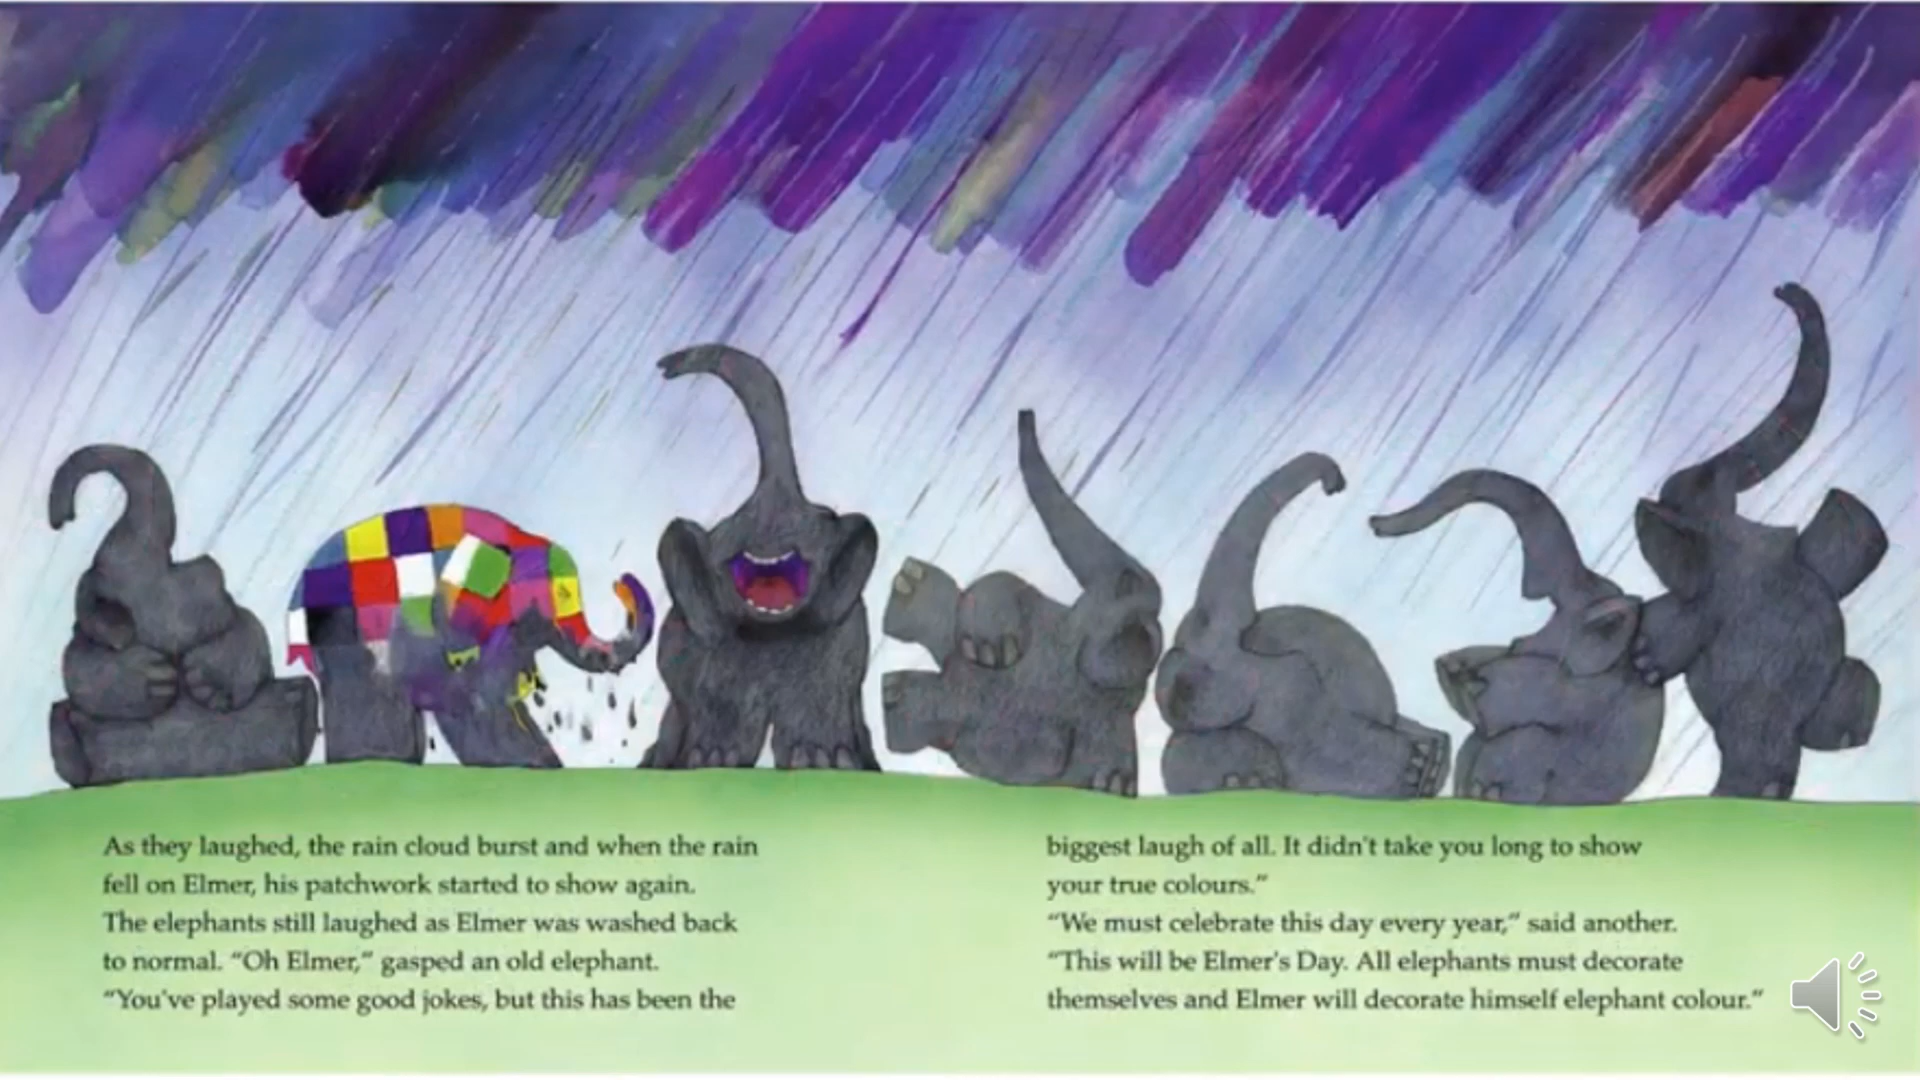 As they laughed, the rain cloud burst and when the rain
fell on Elmer, his patchwork started to show again.
The elephants still laughed as Elmer was washed back
to normal. “Oh Elmer,” gasped an old elephant.
“You’ve played some good jokes, but this has been the
biggest laugh of all. It didn’t take you long to show
your true colours.”
“We must celebrate this day every year,” said another.
“This will be Elmer’s Day. All elephants must decorate
themselves and Elmer will decorate himself elephant colour.”